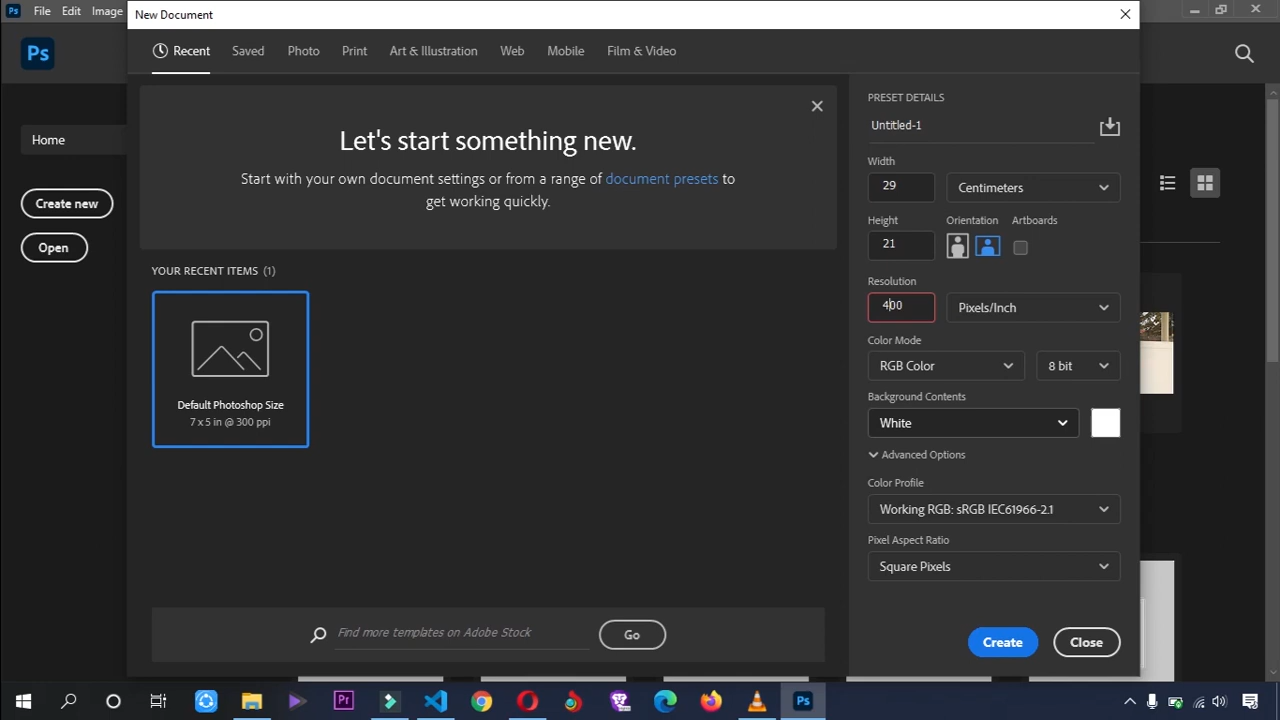 Ps File Edit Image
New Document
Ps
Recent Saved Photo Print Art & Illustration Web Mobile Film & Video
Home
Create new
Open
Let's start something new.
Start with your own document settings or from a range of document presets to
get working quickly.
YOUR RECENT ITEMS (1)
Default Photoshop Size
7 x 5 in @ 300 ppi
Find more templates on Adobe Stock
Go
PRESET DETAILS
Untitled-1
Width
29 Centimeters
Height Orientation Artboards
21
Resolution
400 Pixels/Inch
Color Mode
RGB Color 8 bit
Background Contents
White
Advanced Options
Color Profile
Working RGB: sRGB IEC61966-2.1
Pixel Aspect Ratio
Square Pixels
Create Close
Pr Ps